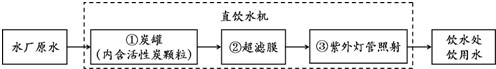 直饮水机
水厂原水
①炭罐
(内含活性炭颗粒)
②超滤膜
③紫外灯管照射
饮水处
饮用水